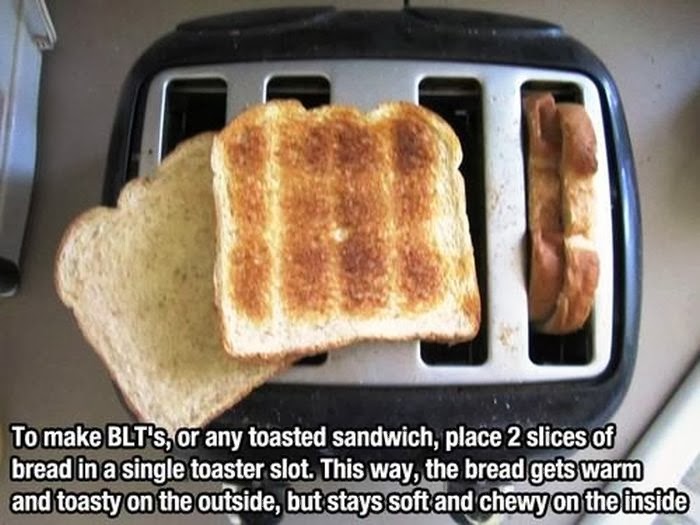 To make BLT's, or any toasted sandwich, place 2 slices of
bread in a single toaster slot. This way, the bread gets warm
and toasty on the outside, but stays soft and chewy on the inside